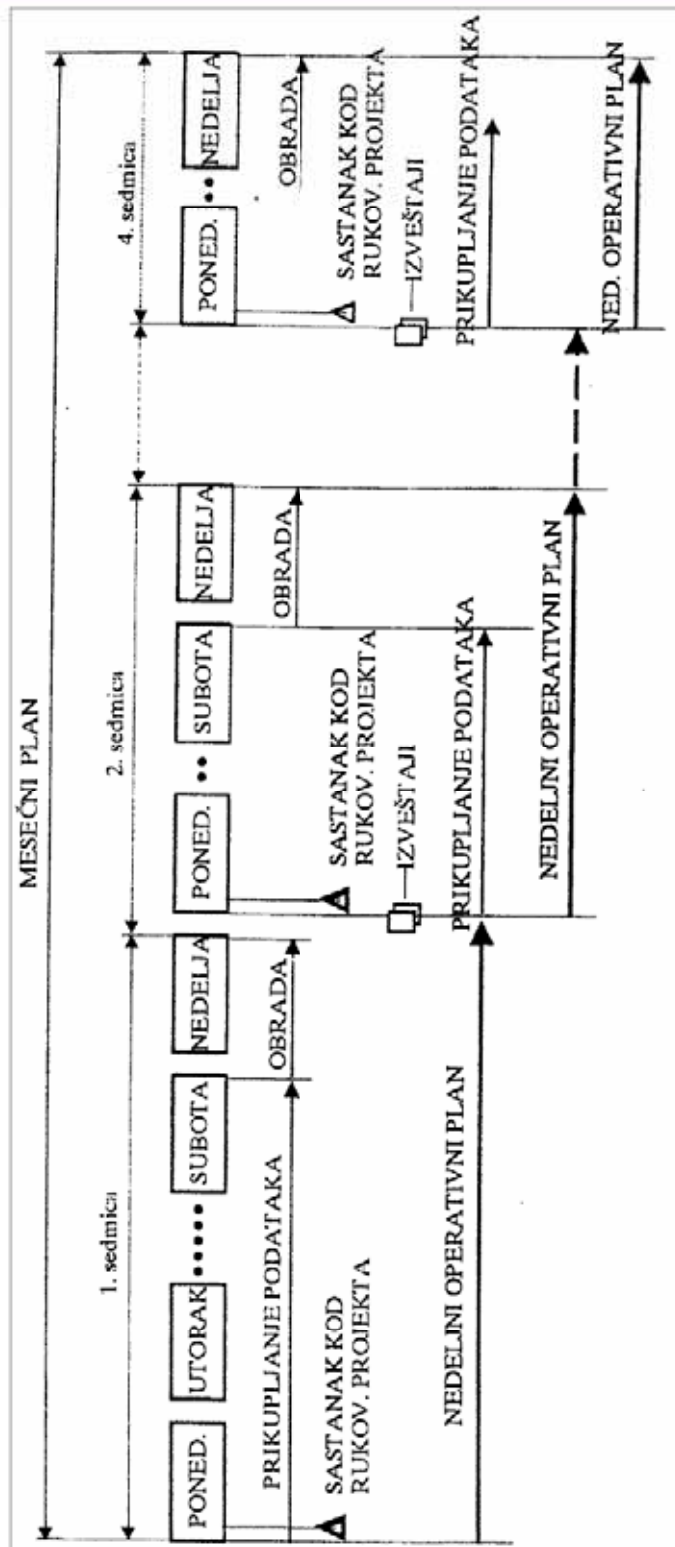 MESEČNI PLAN
1. sedmica
2. sedmica
4. sedmica
PONED.
UTORAK
SUBOTA
NEDELJA
PONED.
SUBOTA
NEDELJA
PONED.
NEDELJA
PRIKUPLJANJE PODATAKA
OBRADA
OBRADA
OBRADA
SASTANAK KOD
RUKOV. PROJEKTA
SASTANAK KOD
RUKOV. PROJEKTA
SASTANAK KOD
RUKOV. PROJEKTA
IZVEŠTAJI
IZVEŠTAJI
PRIKUPLJANJE PODATAKA
PRIKUPLJANJE PODATAKA
NEDELJNI OPERATIVNI PLAN
NEDELJNI OPERATIVNI PLAN
NED. OPERATIVNI PLAN